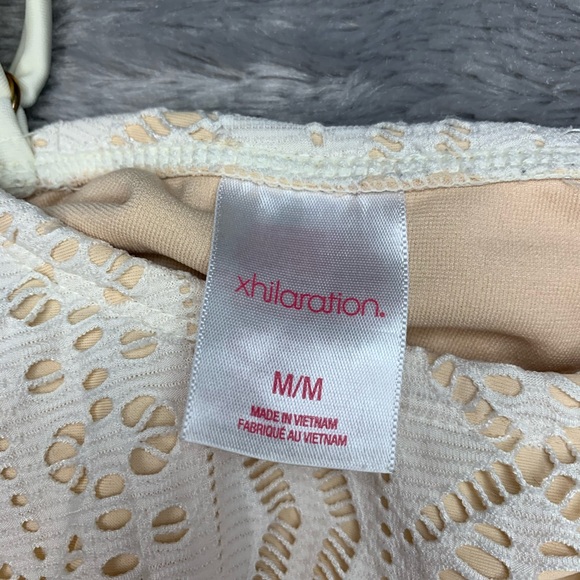 xhilaration.
M/M
MADE IN VIETNAM
FABRIQUÉ AU VIETNAM